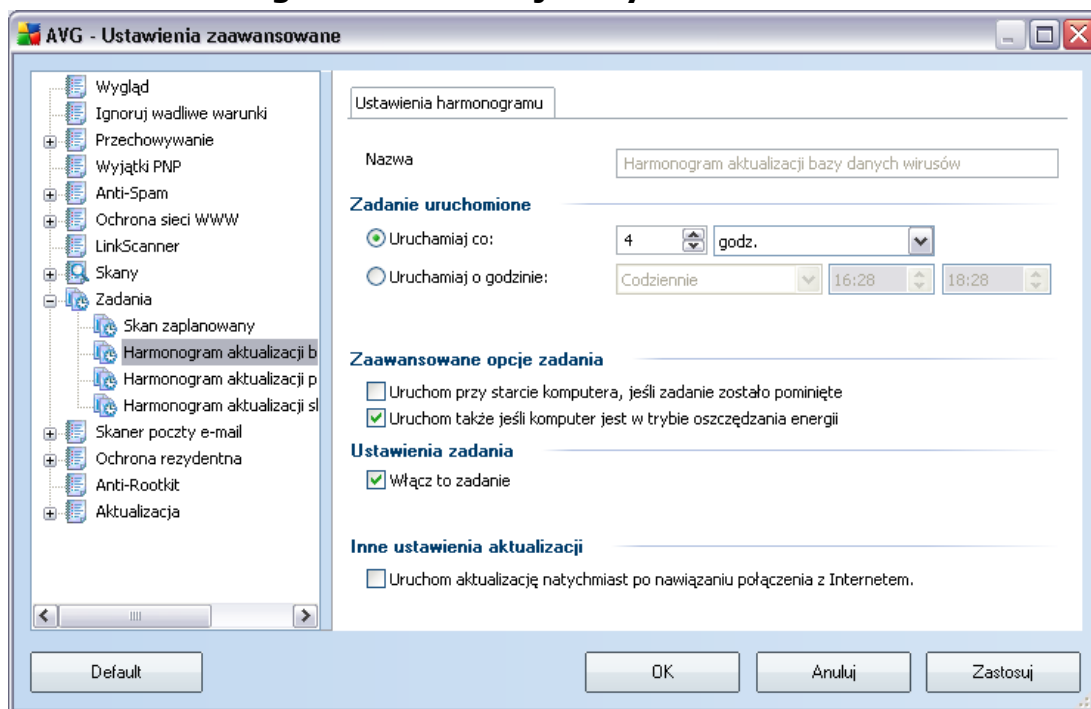 AVG - Ustawienia zaawansowane
Wygląd
Ignoruj wadliwe warunki
Przechowywanie
Wyjątki PNP
Anti-Spam
Ochrona sieci WWW
LinkScanner
Skany
Zadania
Skan zaplanowany
Harmonogram aktualizacji b
Harmonogram aktualizacji p
Harmonogram aktualizacji sl
Skaner poczty e-mail
Ochrona rezydentna
Anti-Rootkit
Aktualizacja
Ustawienia harmonogramu
Nazwa Harmonogram aktualizacji bazy danych wirusów
Zadanie uruchomione
Uruchamiaj co: 4 godz.
Uruchamiaj o godzinie: Codziennie 16:28 18:28
Zaawansowane opcje zadania
Uruchom przy starcie komputera, jeśli zadanie zostało pominięte
Uruchom także jeśli komputer jest w trybie oszczędzania energii
Ustawienia zadania
Włącz to zadanie
Inne ustawienia aktualizacji
Uruchom aktualizację natychmiast po nawiązaniu połączenia z Internetem.
Default OK Anuluj Zastosuj